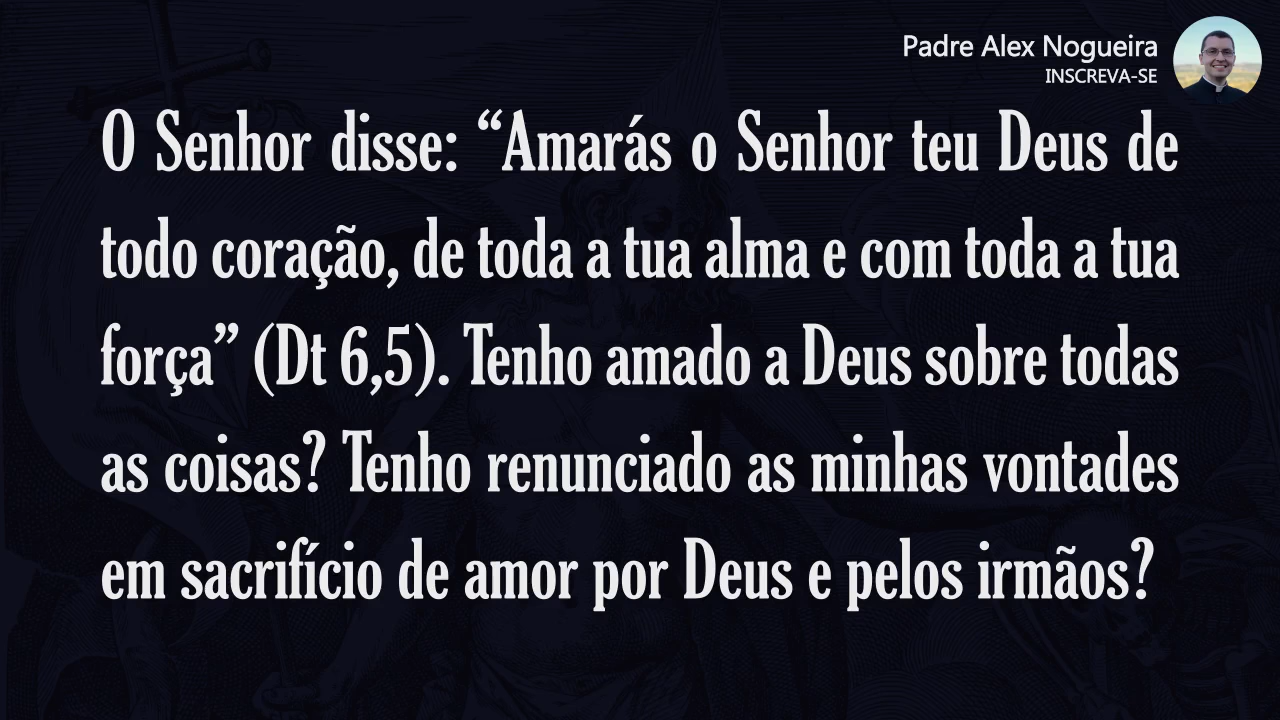 Padre Alex Nogueira
INSCREVA-SE
O Senhor disse: “Amarás o Senhor teu Deus de
todo coração, de toda a tua alma e com toda a tua
força” (Dt 6,5). Tenho amado a Deus sobre todas
as coisas? Tenho renunciado as minhas vontades
em sacrifício de amor por Deus e pelos irmãos?